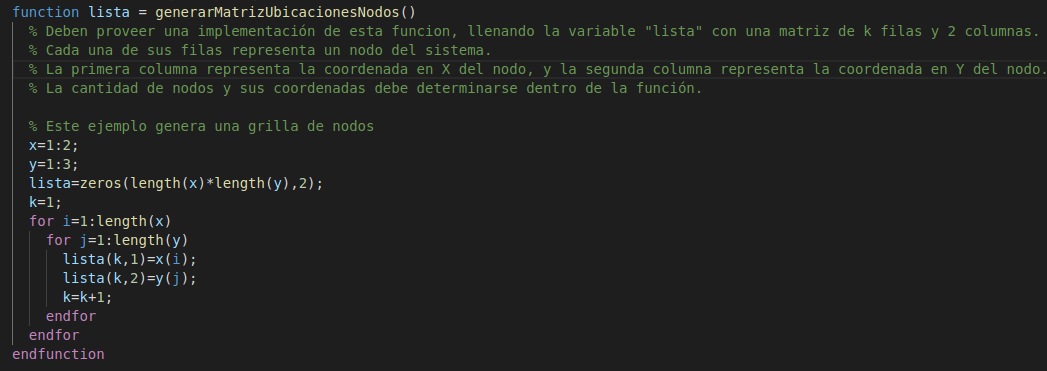 function lista = generarMatrizUbicacionesNodos()
% Deben proveer una implementación de esta funcion, llenando la variable "lista" con una matriz de k filas y 2 columnas.
% Cada una de sus filas representa un nodo del sistema.
% La primera columna representa la coordenada en X del nodo, y la segunda columna representa la coordenada en Y del nodo.
% La cantidad de nodos y sus coordenadas debe determinarse dentro de la función.
% Este ejemplo genera una grilla de nodos
x=1:2;
y=1:3;
lista=zeros(length(x)*length(y),2);
k=1;
for i=1:length(x)
for j=1:length(y)
lista(k,1)=x(i);
lista(k,2)=y(j);
k=k+1;
endfor
endfor
endfunction